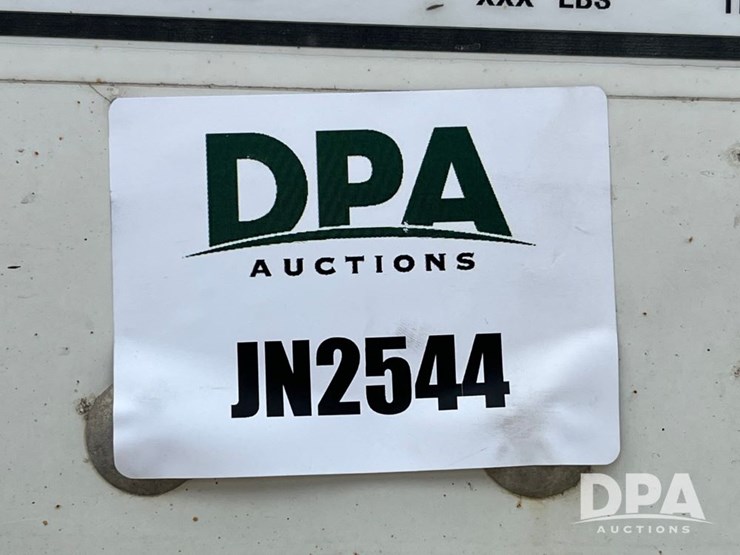 XXX LBS
DPA
AUCTIONS
JN2544
DPA
AUCTIONS